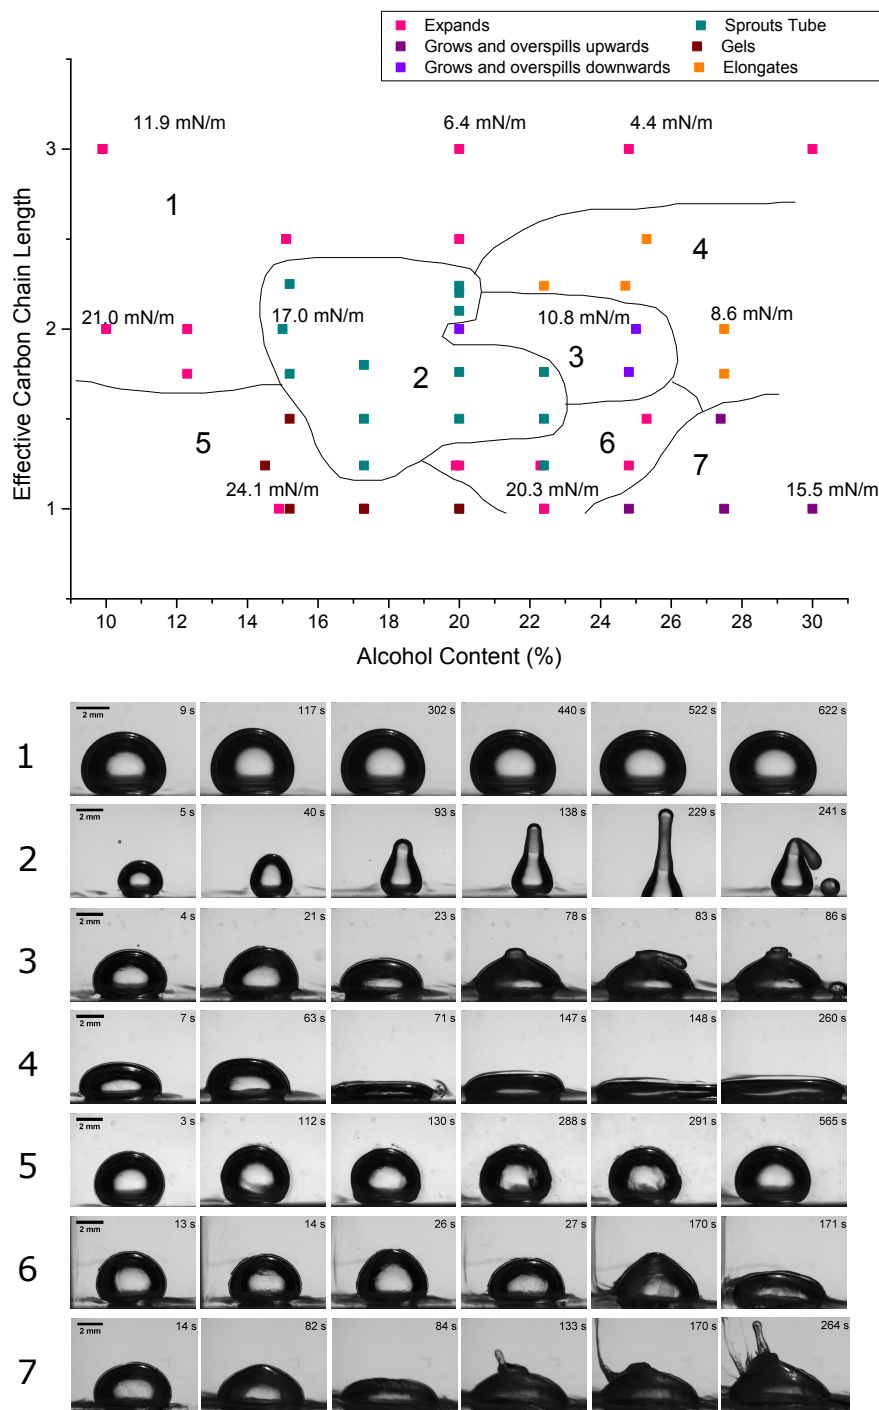 Expands Sprouts Tube
Grows and overspills upwards Gels
Grows and overspills downwards Elongates
11.9 mN/m 6.4 mN/m 4.4 mN/m
3
1
4
21.0 mN/m 17.0 mN/m 10.8 mN/m 8.6 mN/m
2
2 3
5 6 7
24.1 mN/m 20.3 mN/m 15.5 mN/m
1
Effective Carbon Chain Length
10 12 14 16 18 20 22 24 26 28 30
Alcohol Content (%)
1 2 mm 9 s 117 s 302 s 440 s 522 s 622 s
2 2 mm 5 s 40 s 93 s 138 s 229 s 241 s
3 2 mm 4 s 21 s 23 s 78 s 83 s 86 s
4 2 mm 7 s 63 s 71 s 147 s 148 s 260 s
5 2 mm 3 s 112 s 130 s 288 s 291 s 565 s
6 2 mm 13 s 14 s 26 s 27 s 170 s 171 s
7 2 mm 14 s 82 s 84 s 133 s 170 s 264 s